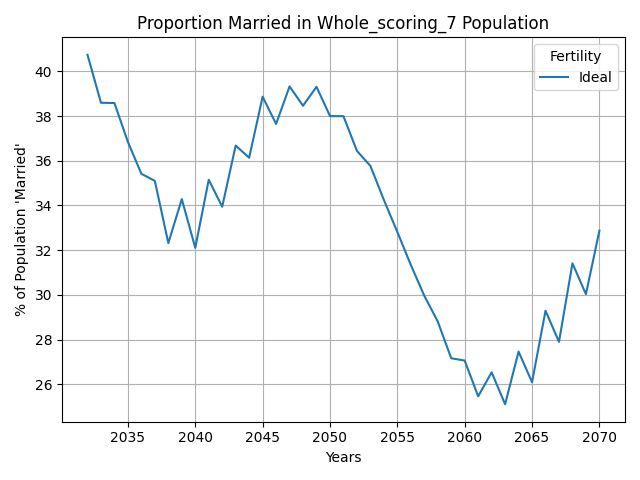 Proportion Married in Whole_scoring_7 Population
Fertility
Ideal
% of Population 'Married'
40
38
36
34
32
30
28
26
2035 2040 2045 2050 2055 2060 2065 2070
Years